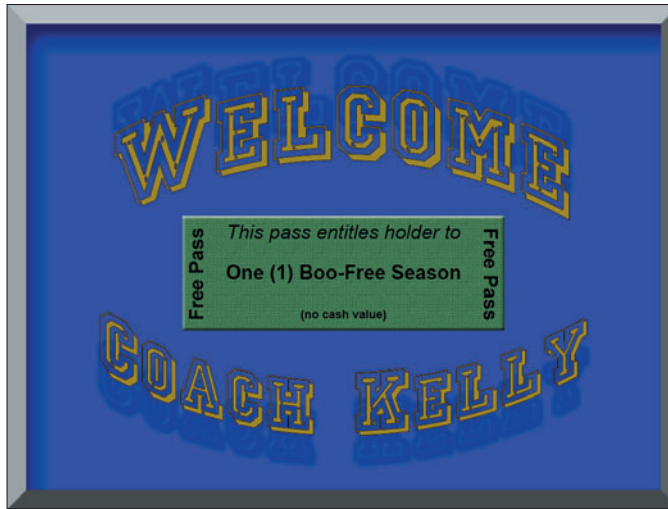 WELCOME
Free Pass
This pass entitles holder to
One (1) Boo-Free Season
(no cash value)
Free Pass
COACH KELLY